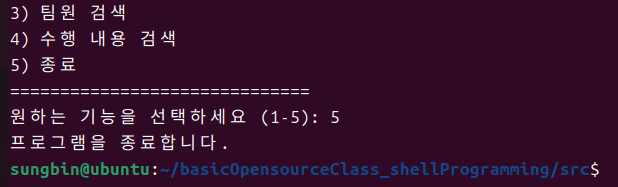 3) 팀원 검색
4) 수행 내용 검색
5) 종료
==============================
원하는 기능을 선택하세요 (1-5): 5
프로그램을 종료합니다.
sungbin@ubuntu:~/basicOpensourceClass_shellProgramming/src$